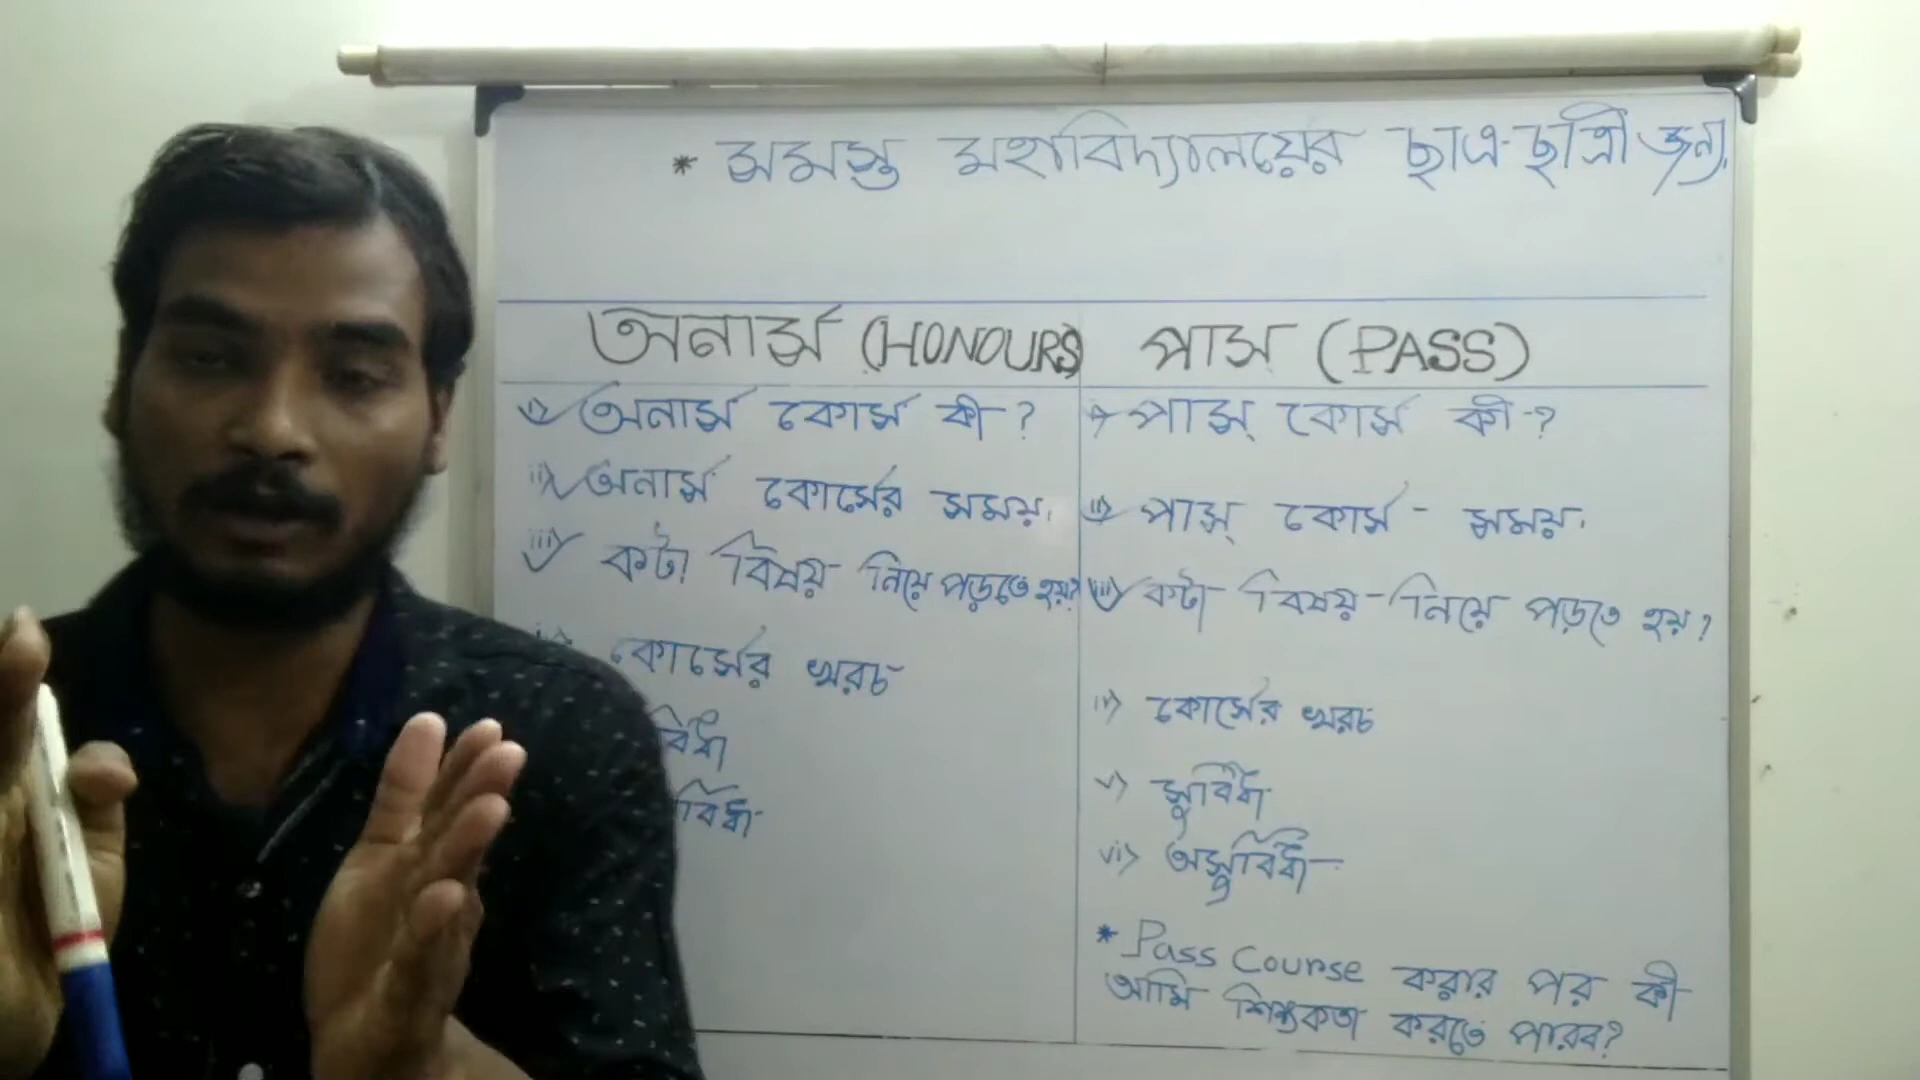 * সমস্ত মহাবিদ্যালয়ের ছাত্র-ছাত্রী জন্য,
অনার্স (HONOURS)
i) অনার্স কোর্স কী ?
ii) অনার্স কোর্সের সময়.
iii) কটা বিষয় নিয়ে পড়তে হয়?
কোর্সের খরচ
পাস (PASS)
i) পাস্ কোর্স কী -?
ii) পাস্ কোর্স - সময়.
iii) কটা বিষয় নিয়ে পড়তে হয়?
iv) কোর্সের খরচ
v) সুবিধা
vi) অসুবিধা
* Pass Course করার পর কী
আমি শিক্ষকতা করতে পারব?